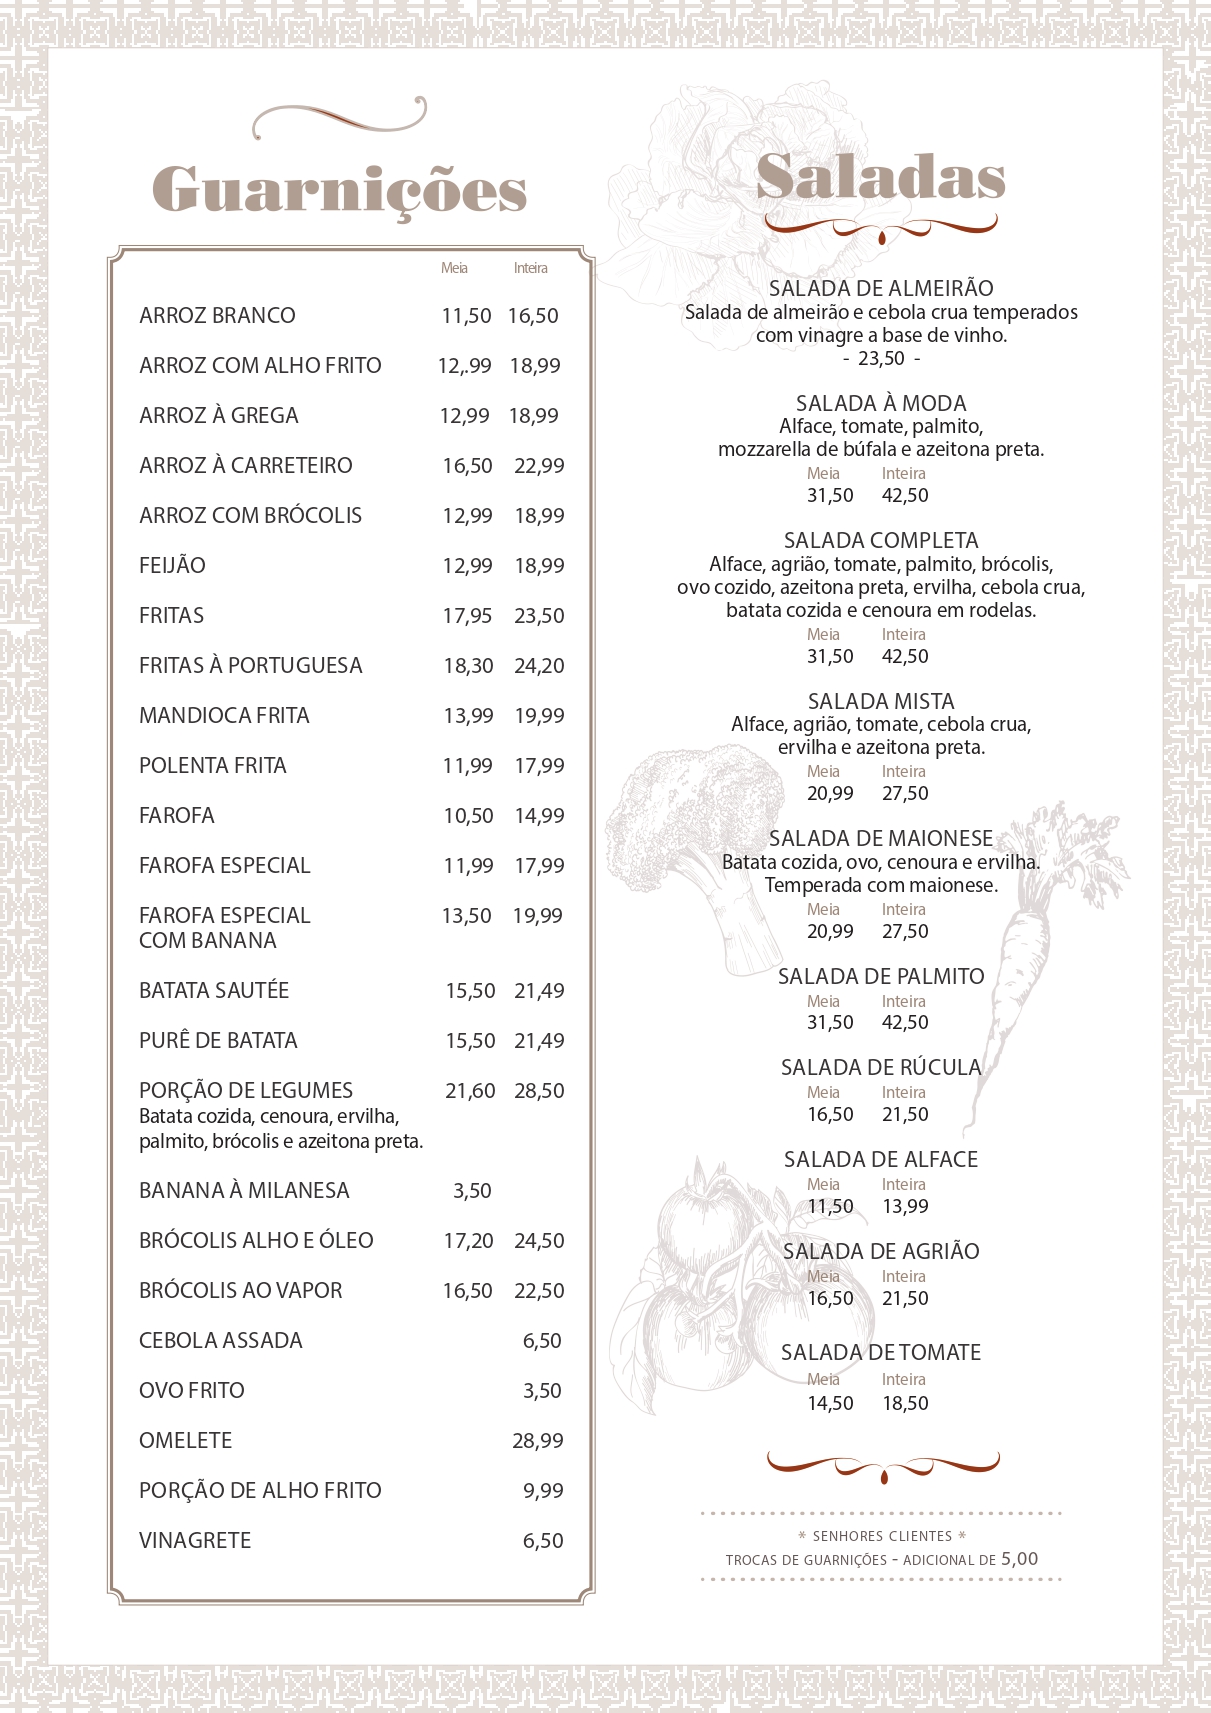 Guarnições
Meia Inteira
ARROZ BRANCO 11,50 16,50
ARROZ COM ALHO FRITO 12,.99 18,99
ARROZ À GREGA 12,99 18,99
ARROZ À CARRETEIRO 16,50 22,99
ARROZ COM BRÓCOLIS 12,99 18,99
FEIJÃO 12,99 18,99
FRITAS 17,95 23,50
FRITAS À PORTUGUESA 18,30 24,20
MANDIOCA FRITA 13,99 19,99
POLENTA FRITA 11,99 17,99
FAROFA 10,50 14,99
FAROFA ESPECIAL 11,99 17,99
FAROFA ESPECIAL 13,50 19,99
COM BANANA
BATATA SAUTÉE 15,50 21,49
PURÊ DE BATATA 15,50 21,49
PORÇÃO DE LEGUMES 21,60 28,50
Batata cozida, cenoura, ervilha,
palmito, brócolis e azeitona preta.
BANANA À MILANESA 3,50
BRÓCOLIS ALHO E ÓLEO 17,20 24,50
BRÓCOLIS AO VAPOR 16,50 22,50
CEBOLA ASSADA 6,50
OVO FRITO 3,50
OMELETE 28,99
PORÇÃO DE ALHO FRITO 9,99
VINAGRETE 6,50
Saladas
SALADA DE ALMEIRÃO
Salada de almeirão e cebola crua temperados
com vinagre a base de vinho.
- 23,50 -
SALADA À MODA
Alface, tomate, palmito,
mozzarella de búfala e azeitona preta.
Meia Inteira
31,50 42,50
SALADA COMPLETA
Alface, agrião, tomate, palmito, brócolis,
ovo cozido, azeitona preta, ervilha, cebola crua,
batata cozida e cenoura em rodelas.
Meia Inteira
31,50 42,50
SALADA MISTA
Alface, agrião, tomate, cebola crua,
ervilha e azeitona preta.
Meia Inteira
20,99 27,50
SALADA DE MAIONESE
Batata cozida, ovo, cenoura e ervilha.
Temperada com maionese.
Meia Inteira
20,99 27,50
SALADA DE PALMITO
Meia Inteira
31,50 42,50
SALADA DE RÚCULA
Meia Inteira
16,50 21,50
SALADA DE ALFACE
Meia Inteira
11,50 13,99
SALADA DE AGRIÃO
Meia Inteira
16,50 21,50
SALADA DE TOMATE
Meia Inteira
14,50 18,50
* SENHORES CLIENTES *
TROCAS DE GUARNIÇÕES - ADICIONAL DE 5,00